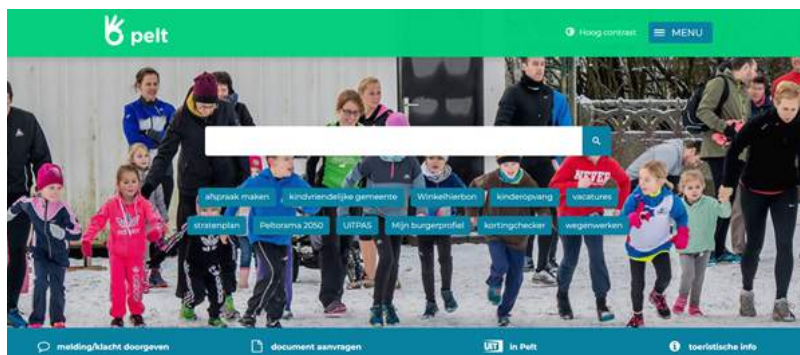 pelt
Hoog contrast
MENU
afspraak maken
kindvriendelijke gemeente
Winkelhierbon
kinderopvang
vacatures
NEVER
stratenplan
Peltorama 2050
UiTPAS
Mijn burgerprofiel
kortingchecker
wegenwerken
melding/klacht doorgeven
document aanvragen
UIT in Pelt
toeristische info